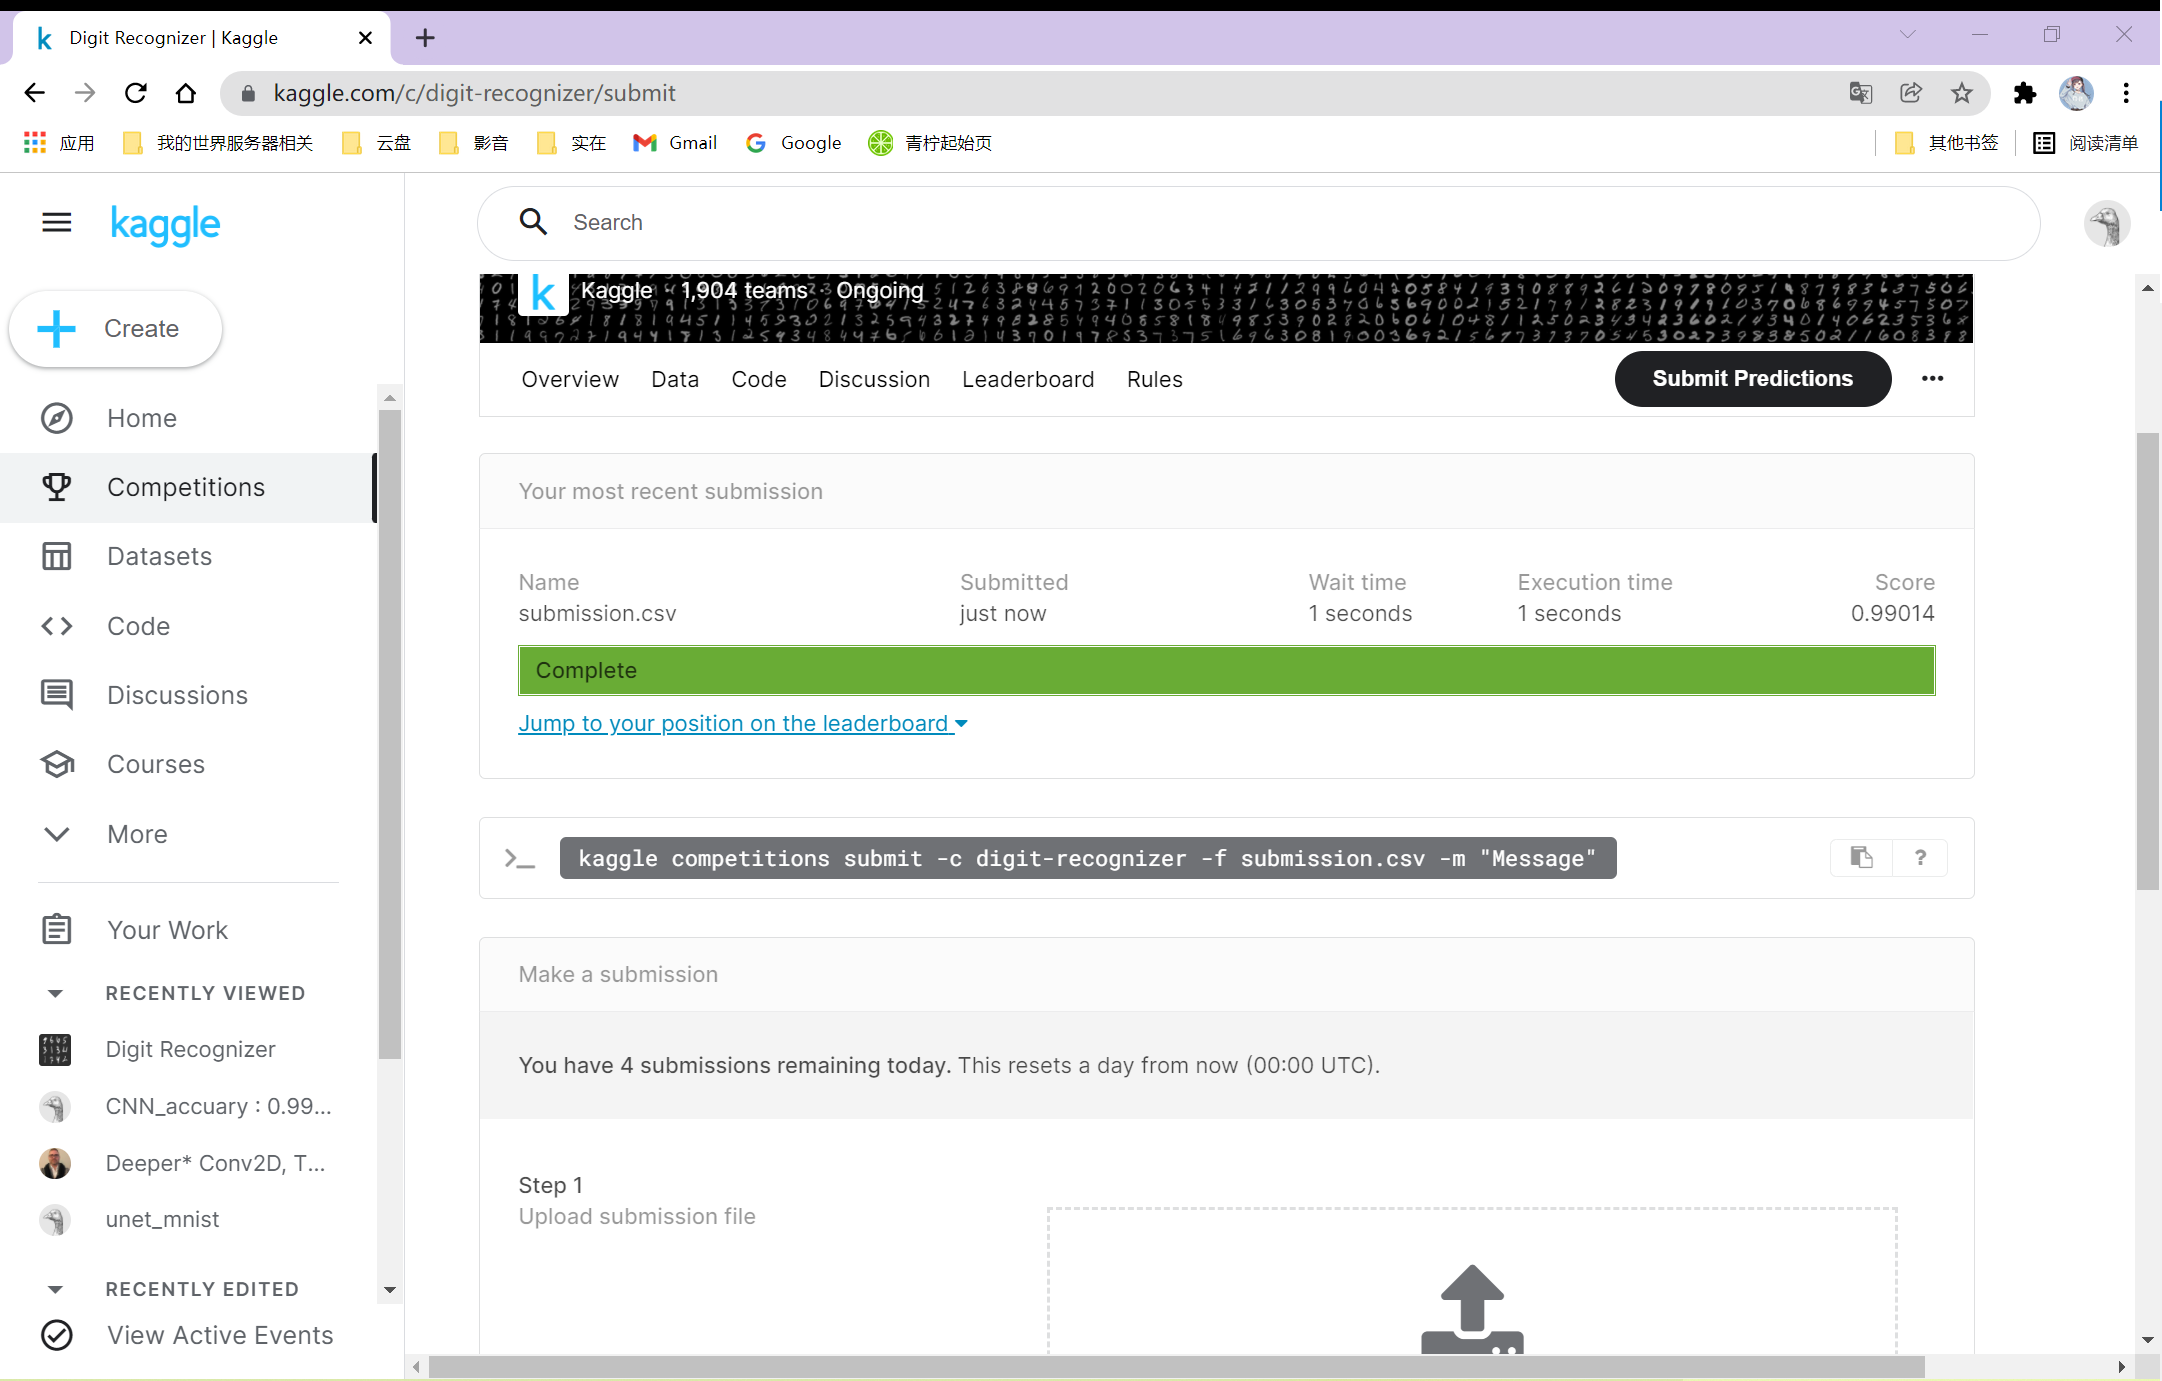 Digit Recognizer | Kaggle
kaggle.com/c/digit-recognizer/submit
应用 我的世界服务器相关 云盘 影音 实在 Gmail Google 青柠起始页 其他书签 阅读清单
kaggle
Search
Create
Home
Competitions
Datasets
Code
Discussions
Courses
More
Your Work
RECENTLY VIEWED
Digit Recognizer
CNN_accuary : 0.99...
Deeper* Conv2D, T...
unet_mnist
RECENTLY EDITED
View Active Events
k Kaggle · 1,904 teams · Ongoing
Overview Data Code Discussion Leaderboard Rules Submit Predictions
Your most recent submission
Name Submitted Wait time Execution time Score
submission.csv just now 1 seconds 1 seconds 0.99014
Complete
Jump to your position on the leaderboard
>_ kaggle competitions submit -c digit-recognizer -f submission.csv -m "Message" ?
Make a submission
You have 4 submissions remaining today. This resets a day from now (00:00 UTC).
Step 1
Upload submission file